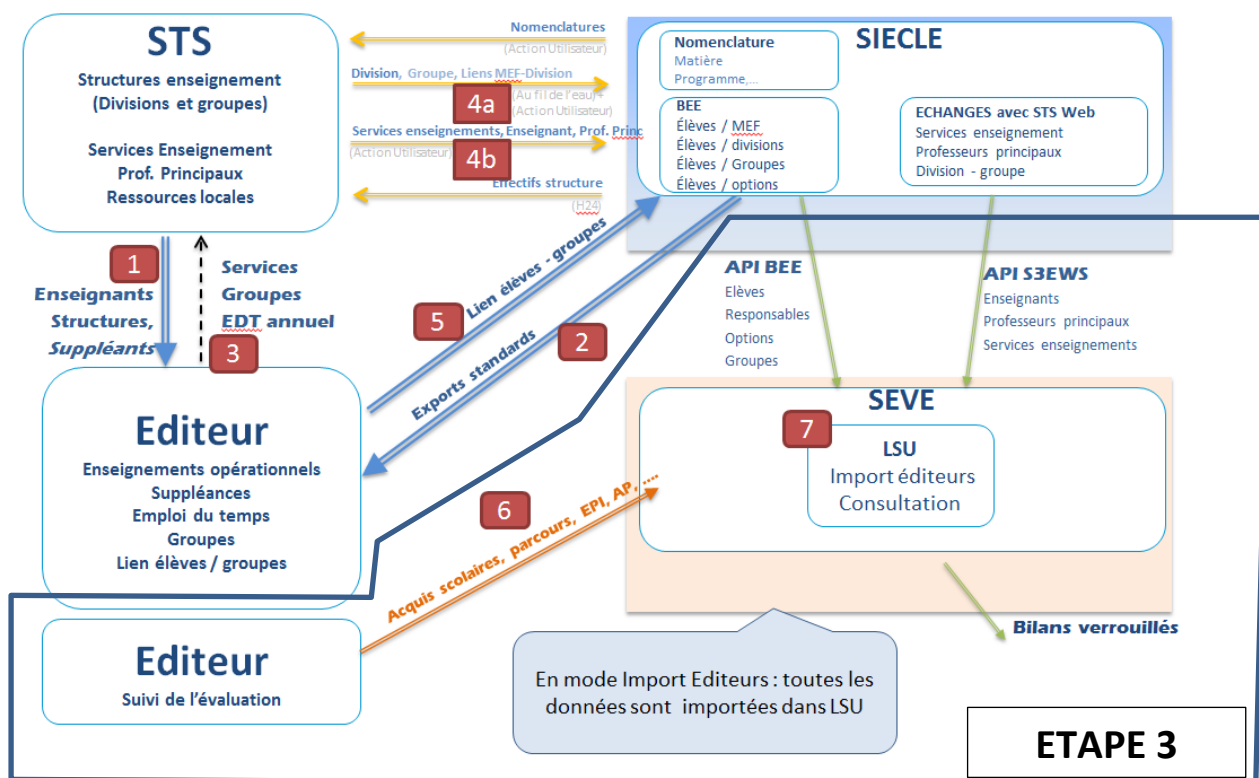 STS
Structures enseignement
(Divisions et groupes)
Services Enseignement
Prof. Principaux
Ressources locales
Nomenclatures
(Action Utilisateur)
Division, Groupe, Liens MEF-Division
4a
(Au fil de l'eau)+
(Action Utilisateur)
Services enseignements, Enseignant, Prof. Princ
(Action Utilisateur)
4b
Effectifs structure
(H24)
SIECLE
Nomenclature
Matière
Programme,...
BEE
Élèves / MEF
Élèves / divisions
Élèves / Groupes
Élèves / options
ECHANGES avec STS Web
Services enseignement
Professeurs principaux
Division - groupe
1
Enseignants
Structures,
Suppléants
Services
Groupes
EDT annuel
3
5
Lien élèves - groupes
2
Exports standards
API BEE
Elèves
Responsables
Options
Groupes
API S3EWS
Enseignants
Professeurs principaux
Services enseignements
Editeur
Enseignements opérationnels
Suppléances
Emploi du temps
Groupes
Lien élèves / groupes
SEVE
7
LSU
Import éditeurs
Consultation
6
Acquis scolaires, parcours, EPI, AP, ....
Editeur
Suivi de l'évaluation
En mode Import Editeurs : toutes les
données sont importées dans LSU
Bilans verrouillés
ETAPE 3